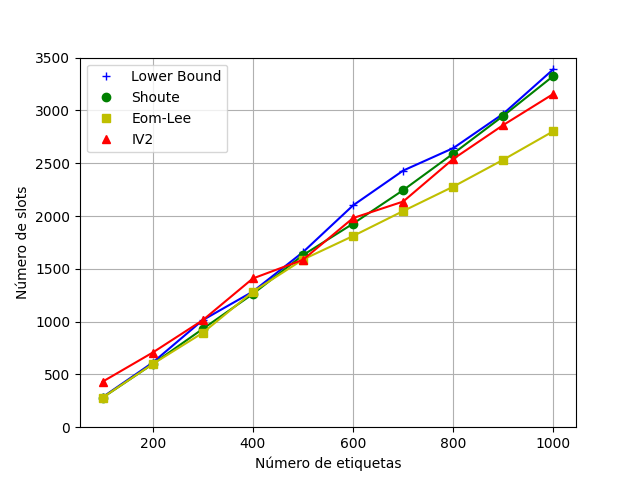 3500
3000
2500
2000
1500
1000
500
0
Número de slots
Lower Bound
Shoute
Eom-Lee
IV2
200 400 600 800 1000
Número de etiquetas